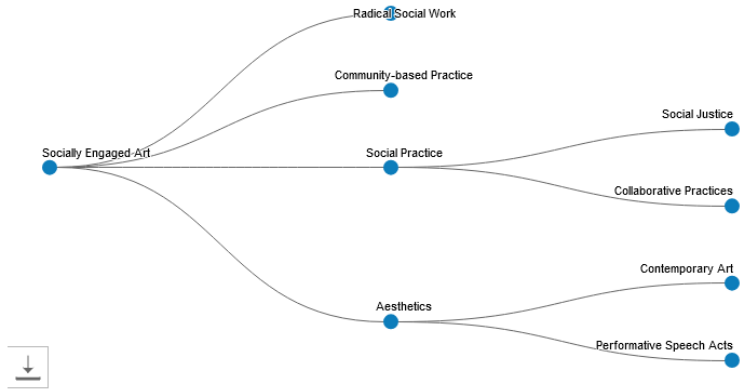 Radical Social Work
Community-based Practice
Social Justice
Socially Engaged Art
Social Practice
Collaborative Practices
Contemporary Art
Aesthetics
Performative Speech Acts